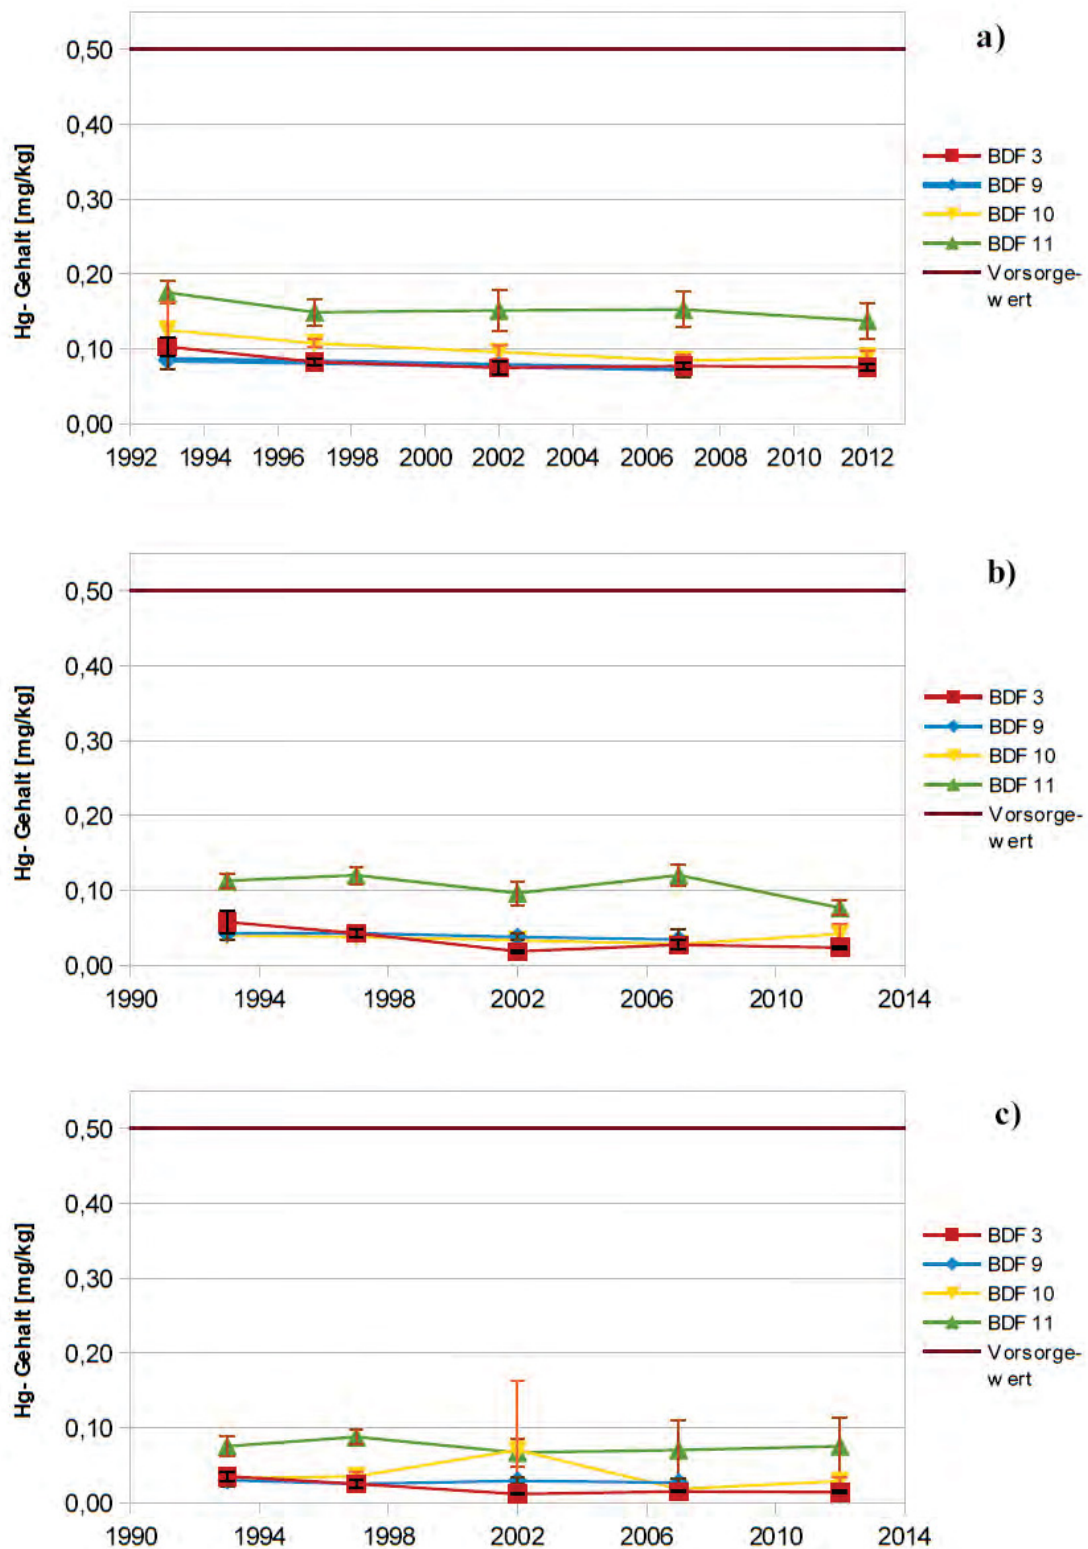 a)
Hg- Gehalt [mg/kg]
0,50
0,40
0,30
0,20
0,10
0,00
1992 1994 1996 1998 2000 2002 2004 2006 2008 2010 2012
BDF 3
BDF 9
BDF 10
BDF 11
Vorsorge-
wert
b)
Hg- Gehalt [mg/kg]
0,50
0,40
0,30
0,20
0,10
0,00
1990 1994 1998 2002 2006 2010 2014
BDF 3
BDF 9
BDF 10
BDF 11
Vorsorge-
wert
c)
Hg- Gehalt [mg/kg]
0,50
0,40
0,30
0,20
0,10
0,00
1990 1994 1998 2002 2006 2010 2014
BDF 3
BDF 9
BDF 10
BDF 11
Vorsorge-
wert